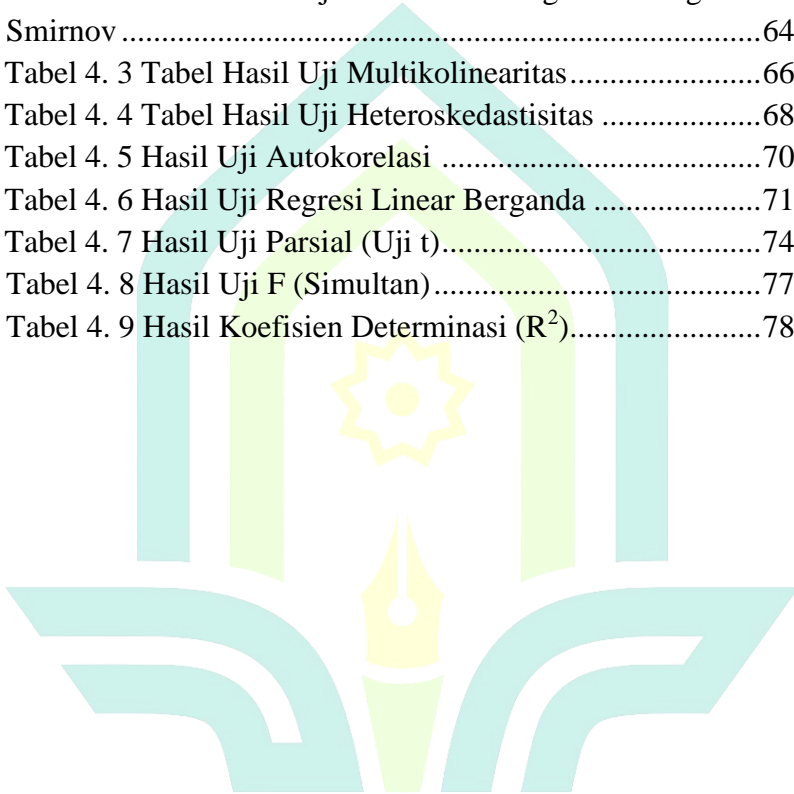 Smirnov ................................................................................64
Tabel 4. 3 Tabel Hasil Uji Multikolinearitas.......................66
Tabel 4. 4 Tabel Hasil Uji Heteroskedastisitas ...................68
Tabel 4. 5 Hasil Uji Autokorelasi ......................................70
Tabel 4. 6 Hasil Uji Regresi Linear Berganda ....................71
Tabel 4. 7 Hasil Uji Parsial (Uji t)......................................74
Tabel 4. 8 Hasil Uji F (Simultan).......................................77
Tabel 4. 9 Hasil Koefisien Determinasi (R²)......................78